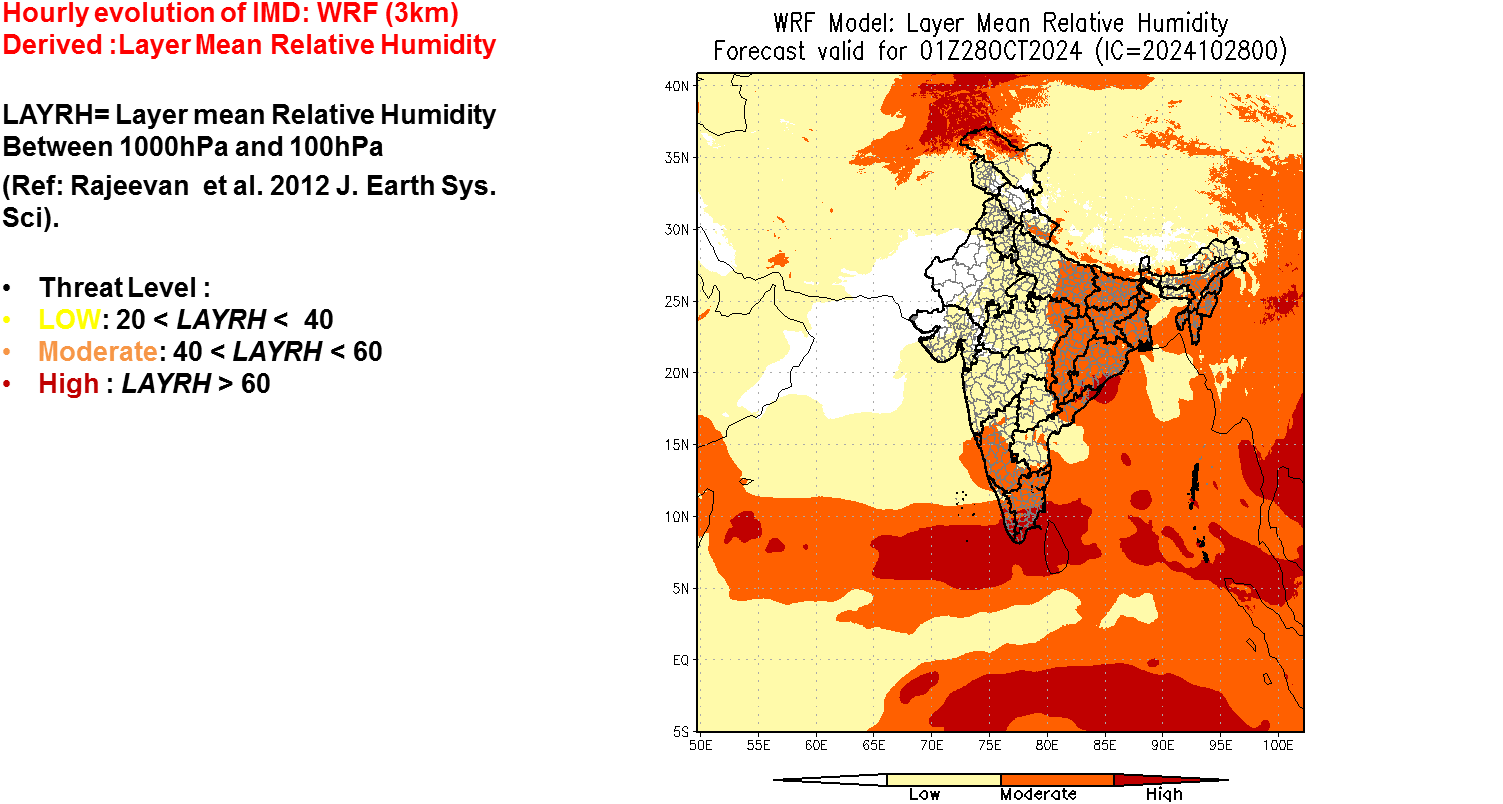 Hourly evolution of IMD: WRF (3km)
Derived :Layer Mean Relative Humidity
LAYRH= Layer mean Relative Humidity
Between 1000hPa and 100hPa
(Ref: Rajeevan et al. 2012 J. Earth Sys.
Sci).
• Threat Level :
• LOW: 20 < LAYRH < 40
• Moderate: 40 < LAYRH < 60
• High : LAYRH > 60
WRF Model: Layer Mean Relative Humidity
Forecast valid for 01Z28OCT2024 (IC=2024102800)
40N
35N
30N
25N
20N
15N
10N
5N
EQ
5S
50E 55E 60E 65E 70E 75E 80E 85E 90E 95E 100E
Low Moderate High